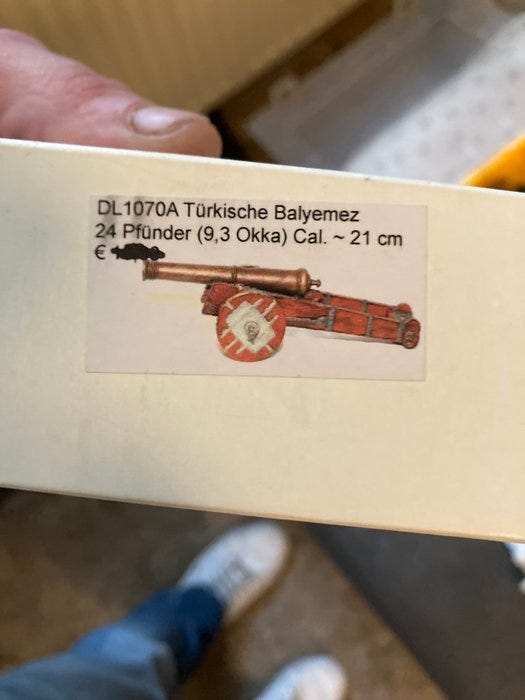 DL1070A Türkische Balyemez
24 Pfünder (9,3 Okka) Cal. ~ 21 cm
€